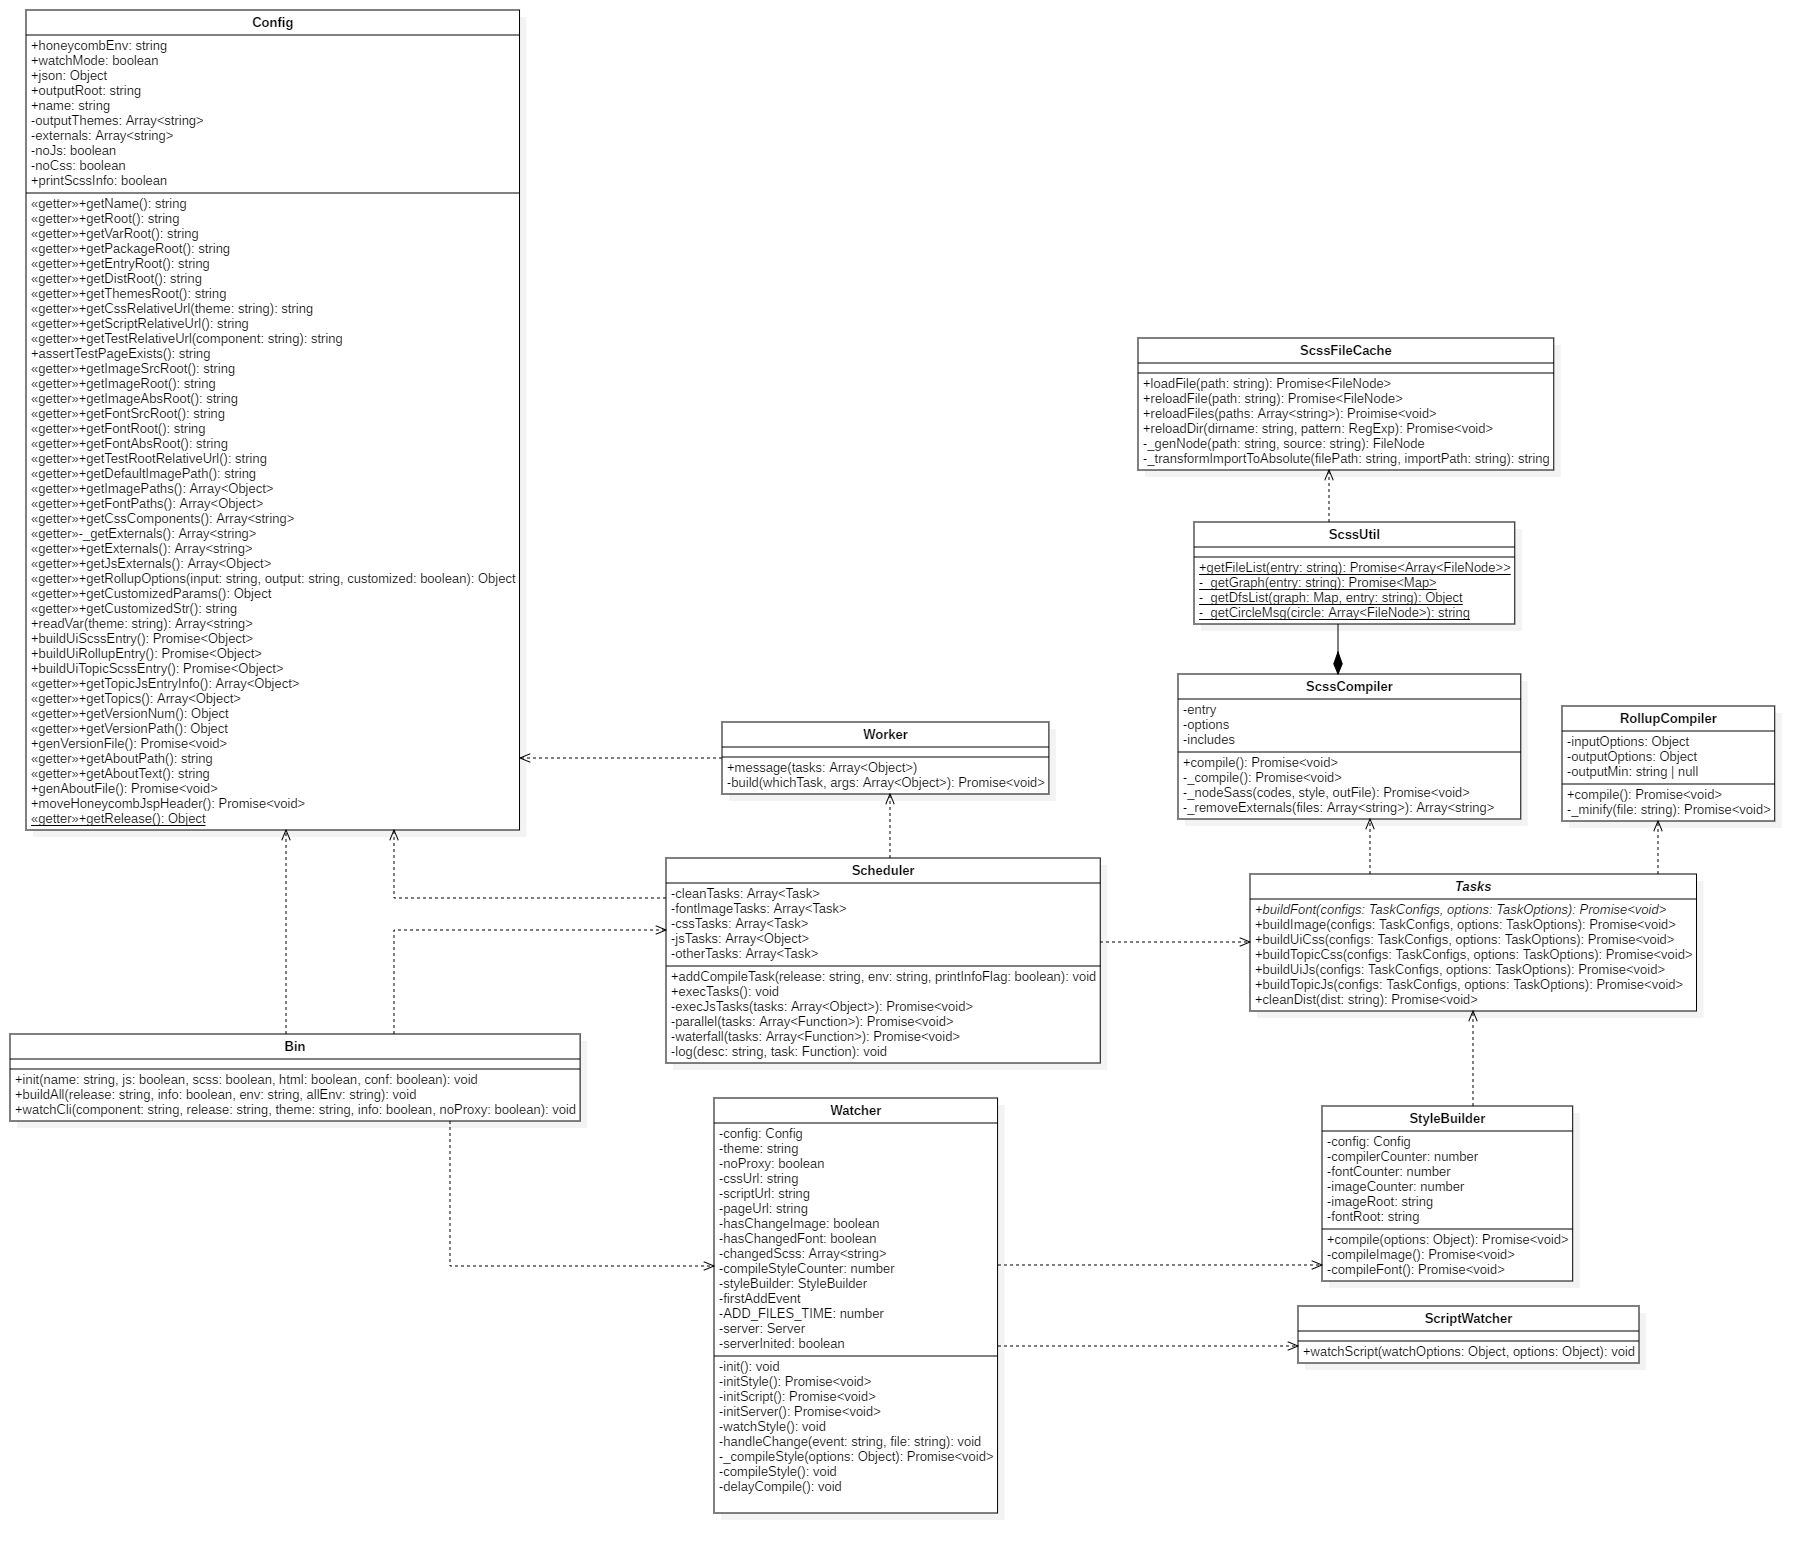 Config
+honeycombEnv: string
+watchMode: boolean
+json: Object
+outputRoot: string
+name: string
-outputThemes: Array<string>
-externals: Array<string>
-noJs: boolean
-noCss: boolean
+printScssInfo: boolean
«getter»+getName(): string
«getter»+getRoot(): string
«getter»+getVarRoot(): string
«getter»+getPackageRoot(): string
«getter»+getEntryRoot(): string
«getter»+getDistRoot(): string
«getter»+getThemesRoot(): string
«getter»+getCssRelativeUrl(theme: string): string
«getter»+getScriptRelativeUrl(): string
«getter»+getTestRelativeUrl(component: string): string
+assertTestPageExists(): string
«getter»+getImageSrcRoot(): string
«getter»+getImageRoot(): string
«getter»+getImageAbsRoot(): string
«getter»+getFontSrcRoot(): string
«getter»+getFontRoot(): string
«getter»+getFontAbsRoot(): string
«getter»+getTestRootRelativeUrl(): string
«getter»+getDefaultImagePath(): string
«getter»+getImagePaths(): Array<Object>
«getter»+getFontPaths(): Array<Object>
«getter»+getCssComponents(): Array<string>
«getter»-_getExternals(): Array<string>
«getter»+getExternals(): Array<string>
«getter»+getJsExternals(): Array<Object>
«getter»+getRollupOptions(input: string, output: string, customized: boolean): Object
«getter»+getCustomizedParams(): Object
«getter»+getCustomizedStr(): string
+readVar(theme: string): Array<string>
+buildUiScssEntry(): Promise<Object>
+buildUiRollupEntry(): Promise<Object>
+buildUiTopicScssEntry(): Promise<Object>
«getter»+getTopicJsEntryInfo(): Array<Object>
«getter»+getTopics(): Array<Object>
«getter»+getVersionNum(): Object
«getter»+getVersionPath(): Object
+genVersionFile(): Promise<void>
«getter»+getAboutPath(): string
«getter»+getAboutText(): string
+genAboutFile(): Promise<void>
+moveHoneycombJspHeader(): Promise<void>
«getter»+getRelease(): Object
ScssFileCache
+loadFile(path: string): Promise<FileNode>
+reloadFile(path: string): Promise<FileNode>
+reloadFiles(paths: Array<string>): Proimise<void>
+reloadDir(dirname: string, pattern: RegExp): Promise<void>
-_genNode(path: string, source: string): FileNode
-_transformImportToAbsolute(filePath: string, importPath: string): string
ScssUtil
+getFileList(entry: string): Promise<Array<FileNode>>
-_getGraph(entry: string): Promise<Map>
-_getDfsList(graph: Map, entry: string): Object
-_getCircleMsg(circle: Array<FileNode>): string
ScssCompiler
-entry
-options
-includes
+compile(): Promise<void>
-_compile(): Promise<void>
-_nodeSass(codes, style, outFile): Promise<void>
-_removeExternals(files: Array<string>): Array<string>
RollupCompiler
-inputOptions: Object
-outputOptions: Object
-outputMin: string | null
+compile(): Promise<void>
-_minify(file: string): Promise<void>
Worker
+message(tasks: Array<Object>)
-build(whichTask, args: Array<Object>): Promise<void>
Scheduler
-cleanTasks: Array<Task>
-fontImageTasks: Array<Task>
-cssTasks: Array<Task>
-jsTasks: Array<Object>
-otherTasks: Array<Task>
+addCompileTask(release: string, env: string, printInfoFlag: boolean): void
+execTasks(): void
-execJsTasks(tasks: Array<Object>): Promise<void>
-parallel(tasks: Array<Function>): Promise<void>
-waterfall(tasks: Array<Function>): Promise<void>
-log(desc: string, task: Function): void
Tasks
+buildFont(configs: TaskConfigs, options: TaskOptions): Promise<void>
+buildImage(configs: TaskConfigs, options: TaskOptions): Promise<void>
+buildUiCss(configs: TaskConfigs, options: TaskOptions): Promise<void>
+buildTopicCss(configs: TaskConfigs, options: TaskOptions): Promise<void>
+buildUiJs(configs: TaskConfigs, options: TaskOptions): Promise<void>
+buildTopicJs(configs: TaskConfigs, options: TaskOptions): Promise<void>
+cleanDist(dist: string): Promise<void>
Bin
+init(name: string, js: boolean, scss: boolean, html: boolean, conf: boolean): void
+buildAll(release: string, info: boolean, env: string, allEnv: string): void
+watchCli(component: string, release: string, theme: string, info: boolean, noProxy: boolean): void
Watcher
-config: Config
-theme: string
-noProxy: boolean
-cssUrl: string
-scriptUrl: string
-pageUrl: string
-hasChangeImage: boolean
-hasChangedFont: boolean
-changedScss: Array<string>
-compileStyleCounter: number
-styleBuilder: StyleBuilder
-firstAddEvent
-ADD_FILES_TIME: number
-server: Server
-serverInited: boolean
-init(): void
-initStyle(): Promise<void>
-initScript(): Promise<void>
-initServer(): Promise<void>
-watchStyle(): void
-handleChange(event: string, file: string): void
-_compileStyle(options: Object): Promise<void>
-compileStyle(): void
-delayCompile(): void
StyleBuilder
-config: Config
-compilerCounter: number
-fontCounter: number
-imageCounter: number
-imageRoot: string
-fontRoot: string
+compile(options: Object): Promise<void>
-compileImage(): Promise<void>
-compileFont(): Promise<void>
ScriptWatcher
+watchScript(watchOptions: Object, options: Object): void